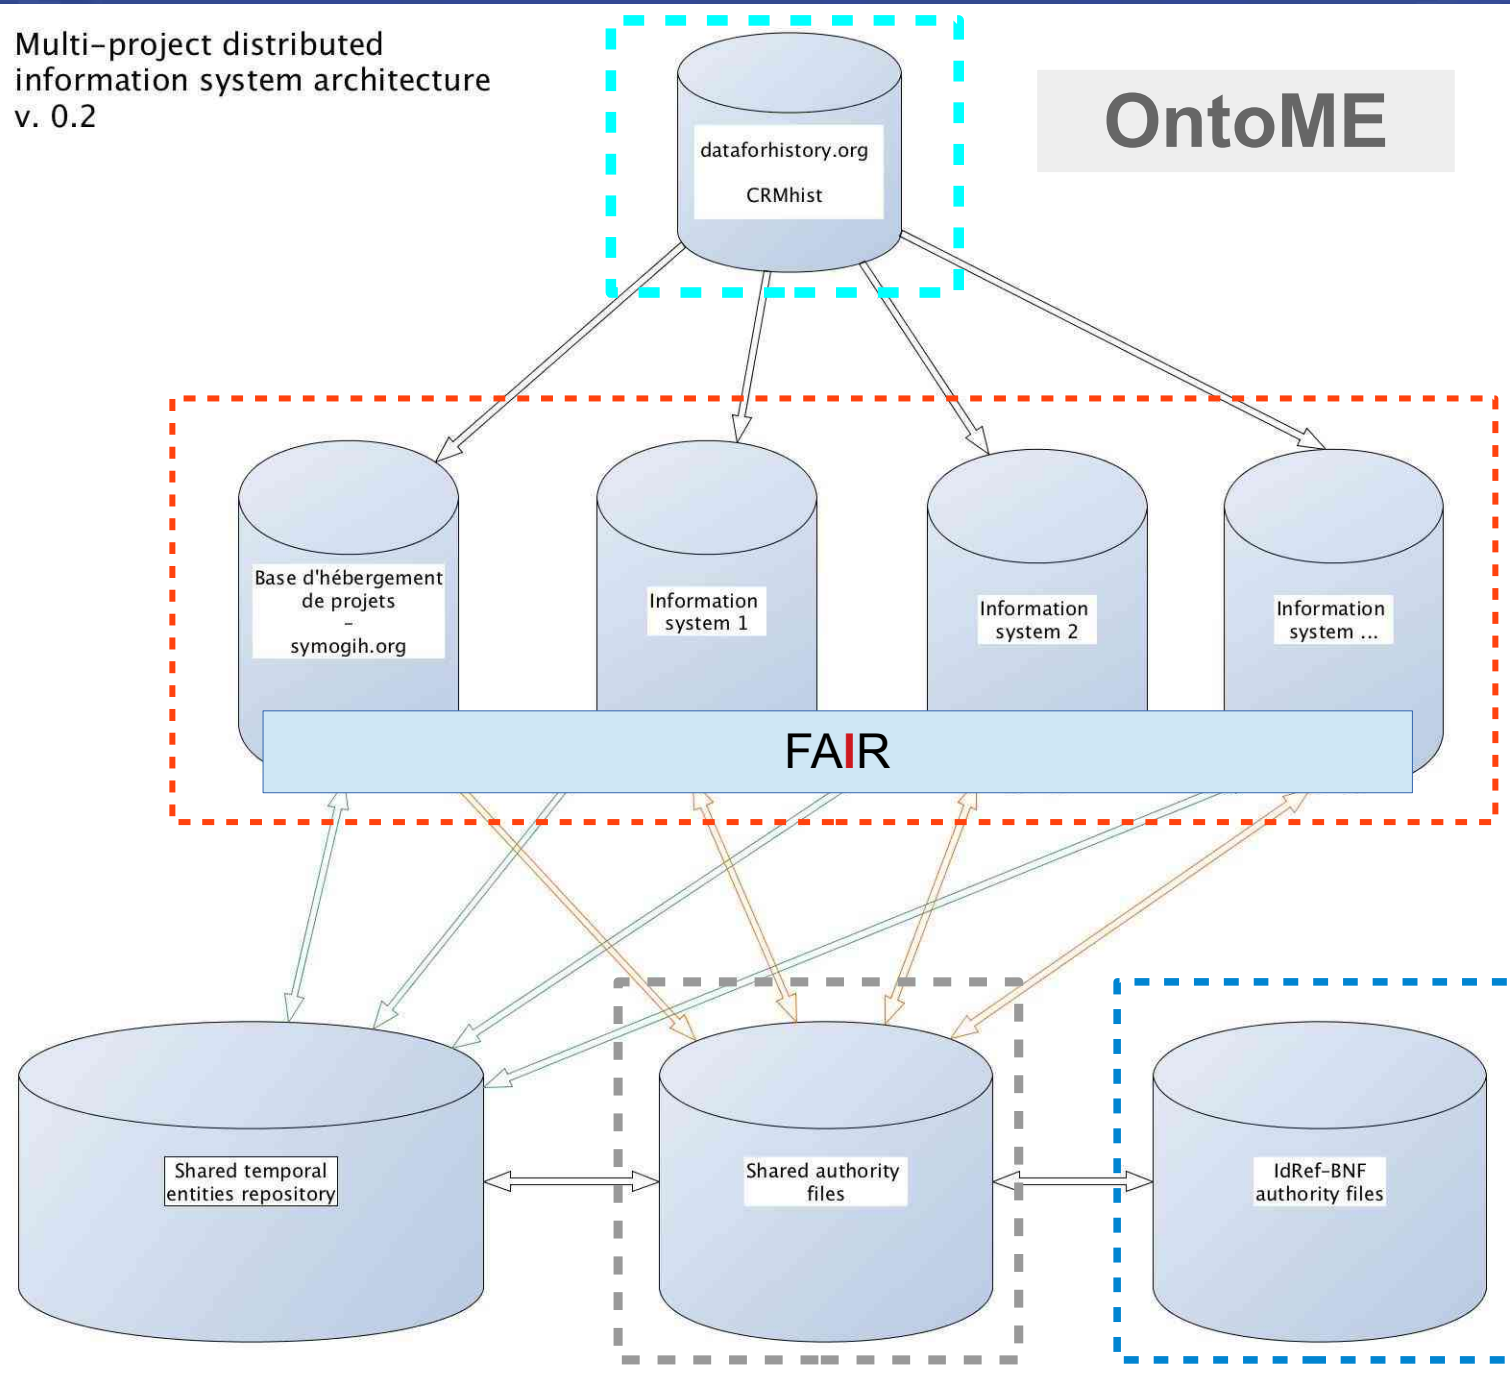 Multi-project distributed
information system architecture
v. 0.2
OntoME
dataforhistory.org
CRMhist
Base d'hébergement
de projets
-
symogih.org
Information
system 1
Information
system 2
Information
system ...
FAIR
Shared temporal
entities repository
Shared authority
files
IdRef-BNF
authority files